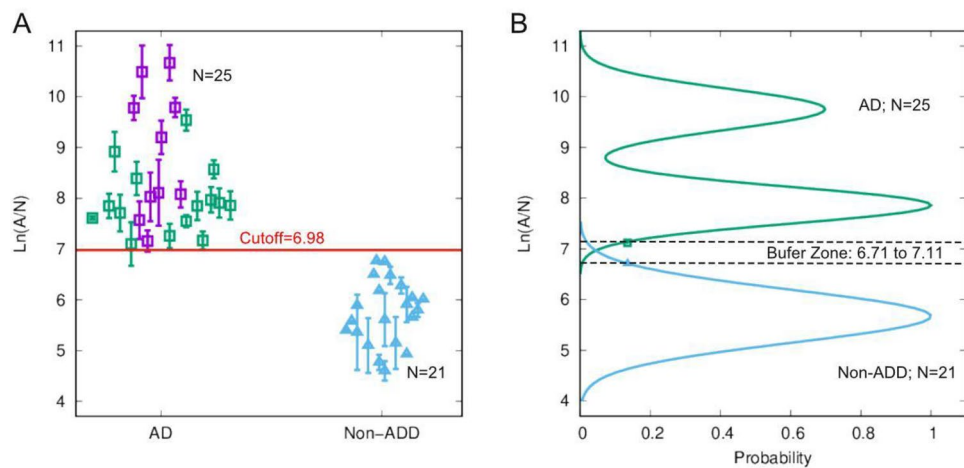 A
B
11
10
9
8
7
6
5
4
Ln(A/N)
N=25
Cutoff=6.98
N=21
AD
Non–ADD
11
10
9
8
7
6
5
4
Ln(A/N)
AD; N=25
Bufer Zone: 6.71 to 7.11
Non-ADD; N=21
0 0.2 0.4 0.6 0.8 1
Probability